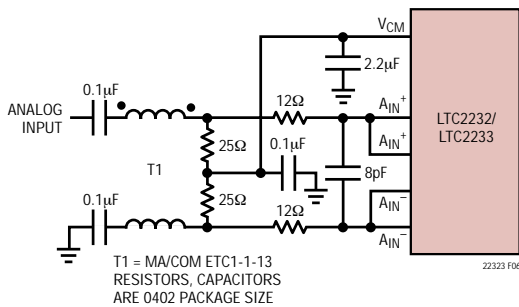 VCM
2.2µF
0.1µF
12Ω
AIN+
ANALOG
INPUT
LTC2232/
LTC2233
25Ω
0.1µF
AIN+
T1
8pF
0.1µF
25Ω
AIN–
12Ω
AIN–
T1 = MA/COM ETC1-1-13
RESISTORS, CAPACITORS
ARE 0402 PACKAGE SIZE
22323 F06